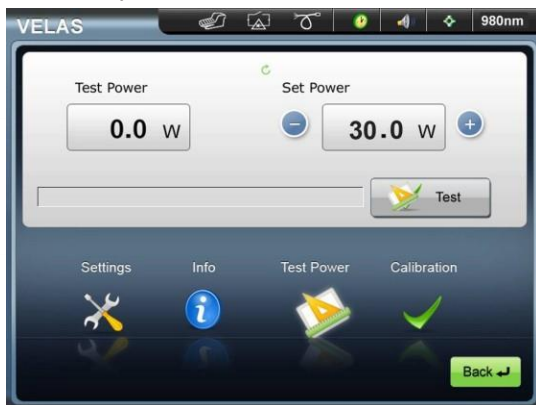 VELAS
980nm
Test Power
Set Power
0.0 W
30.0 W
Test
Settings
Info
Test Power
Calibration
Back